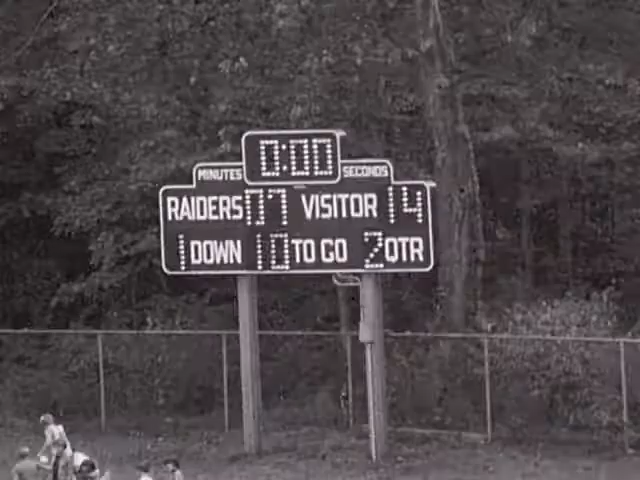 0:00
MINUTES SECONDS
RAIDERS 07 VISITOR 14
1 DOWN 10 TO GO 2 QTR